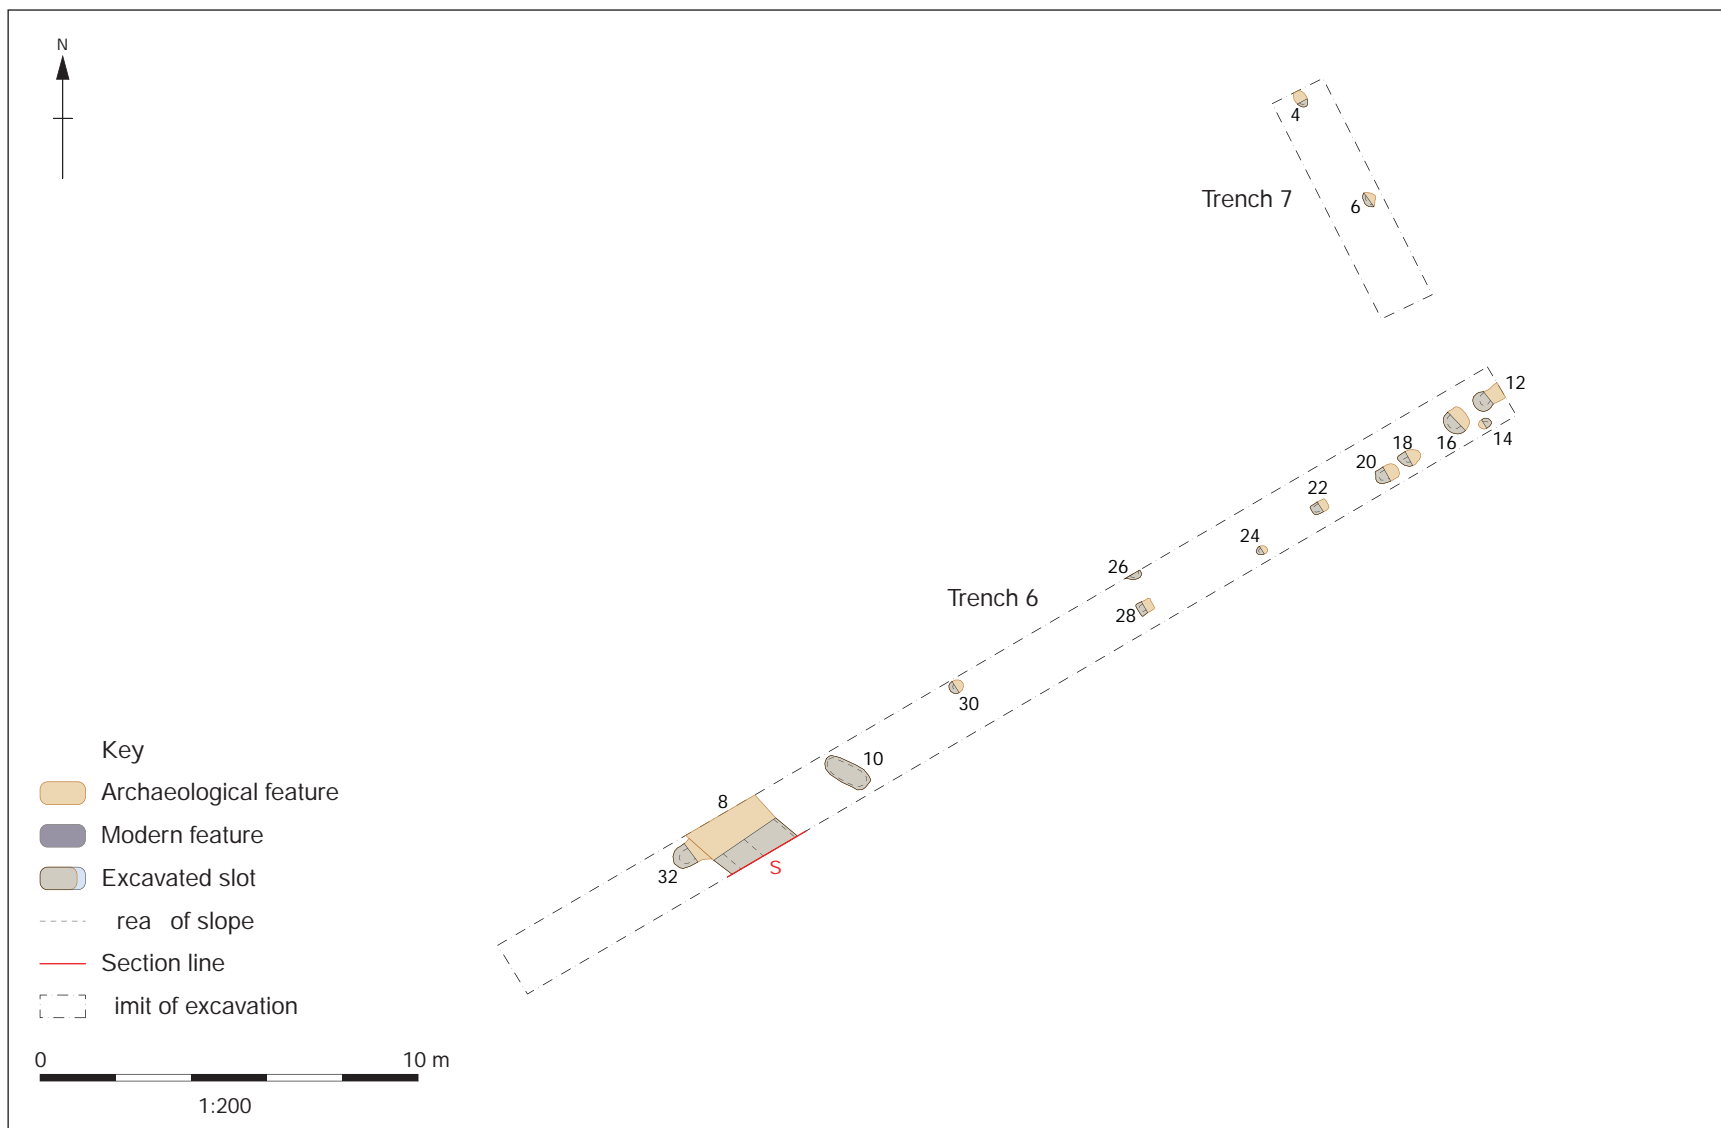 N
4
Trench 7
6
12
16
14
18
20
22
24
26
Trench 6
28
30
10
8
32
S
Key
Archaeological feature
Modern feature
Excavated slot
rea of slope
Section line
imit of excavation
0 10 m
1:200